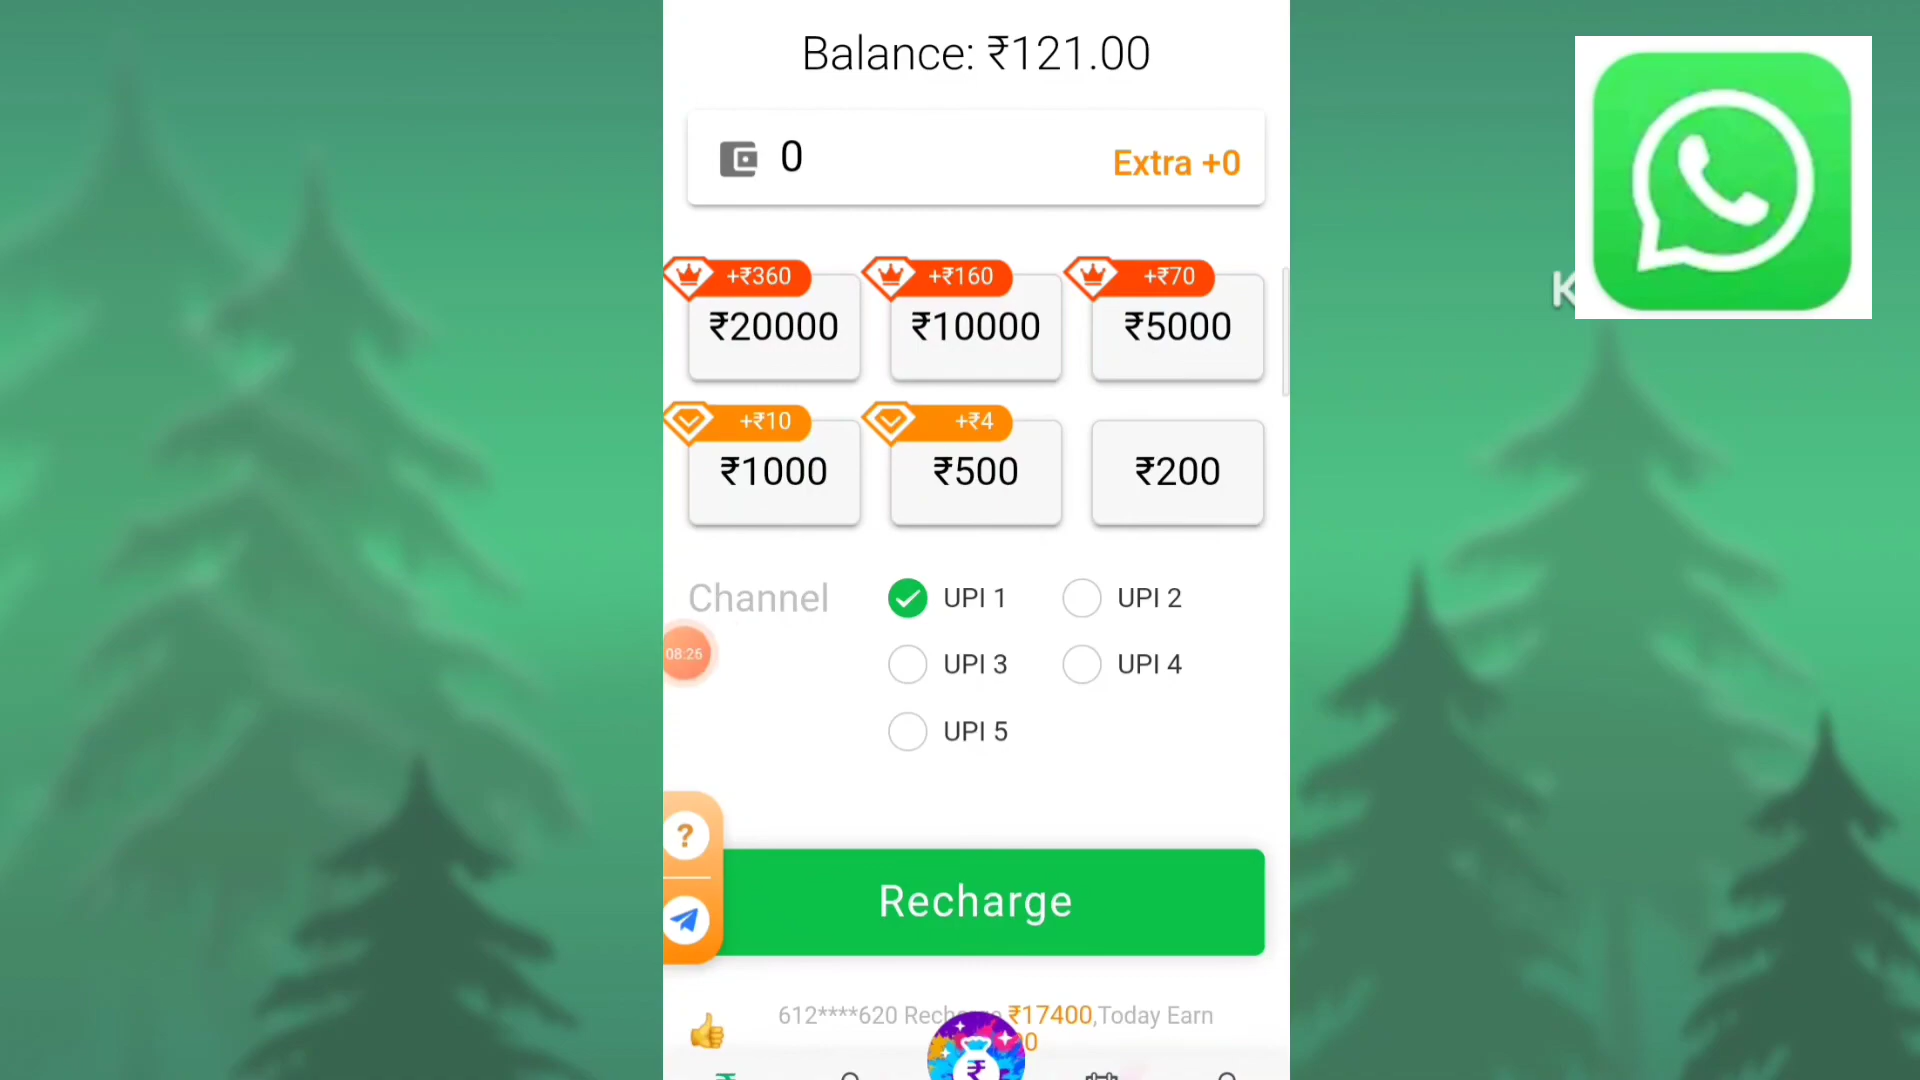 Balance: ₹121.00
0 Extra +0
+₹360 +₹160 +₹70
₹20000 ₹10000 ₹5000
+₹10 +₹4
₹1000 ₹500 ₹200
Channel UPI 1 UPI 2
08:26
UPI 3 UPI 4
UPI 5
?
Recharge
612****620 Recharge ₹17400,Today Earn
K